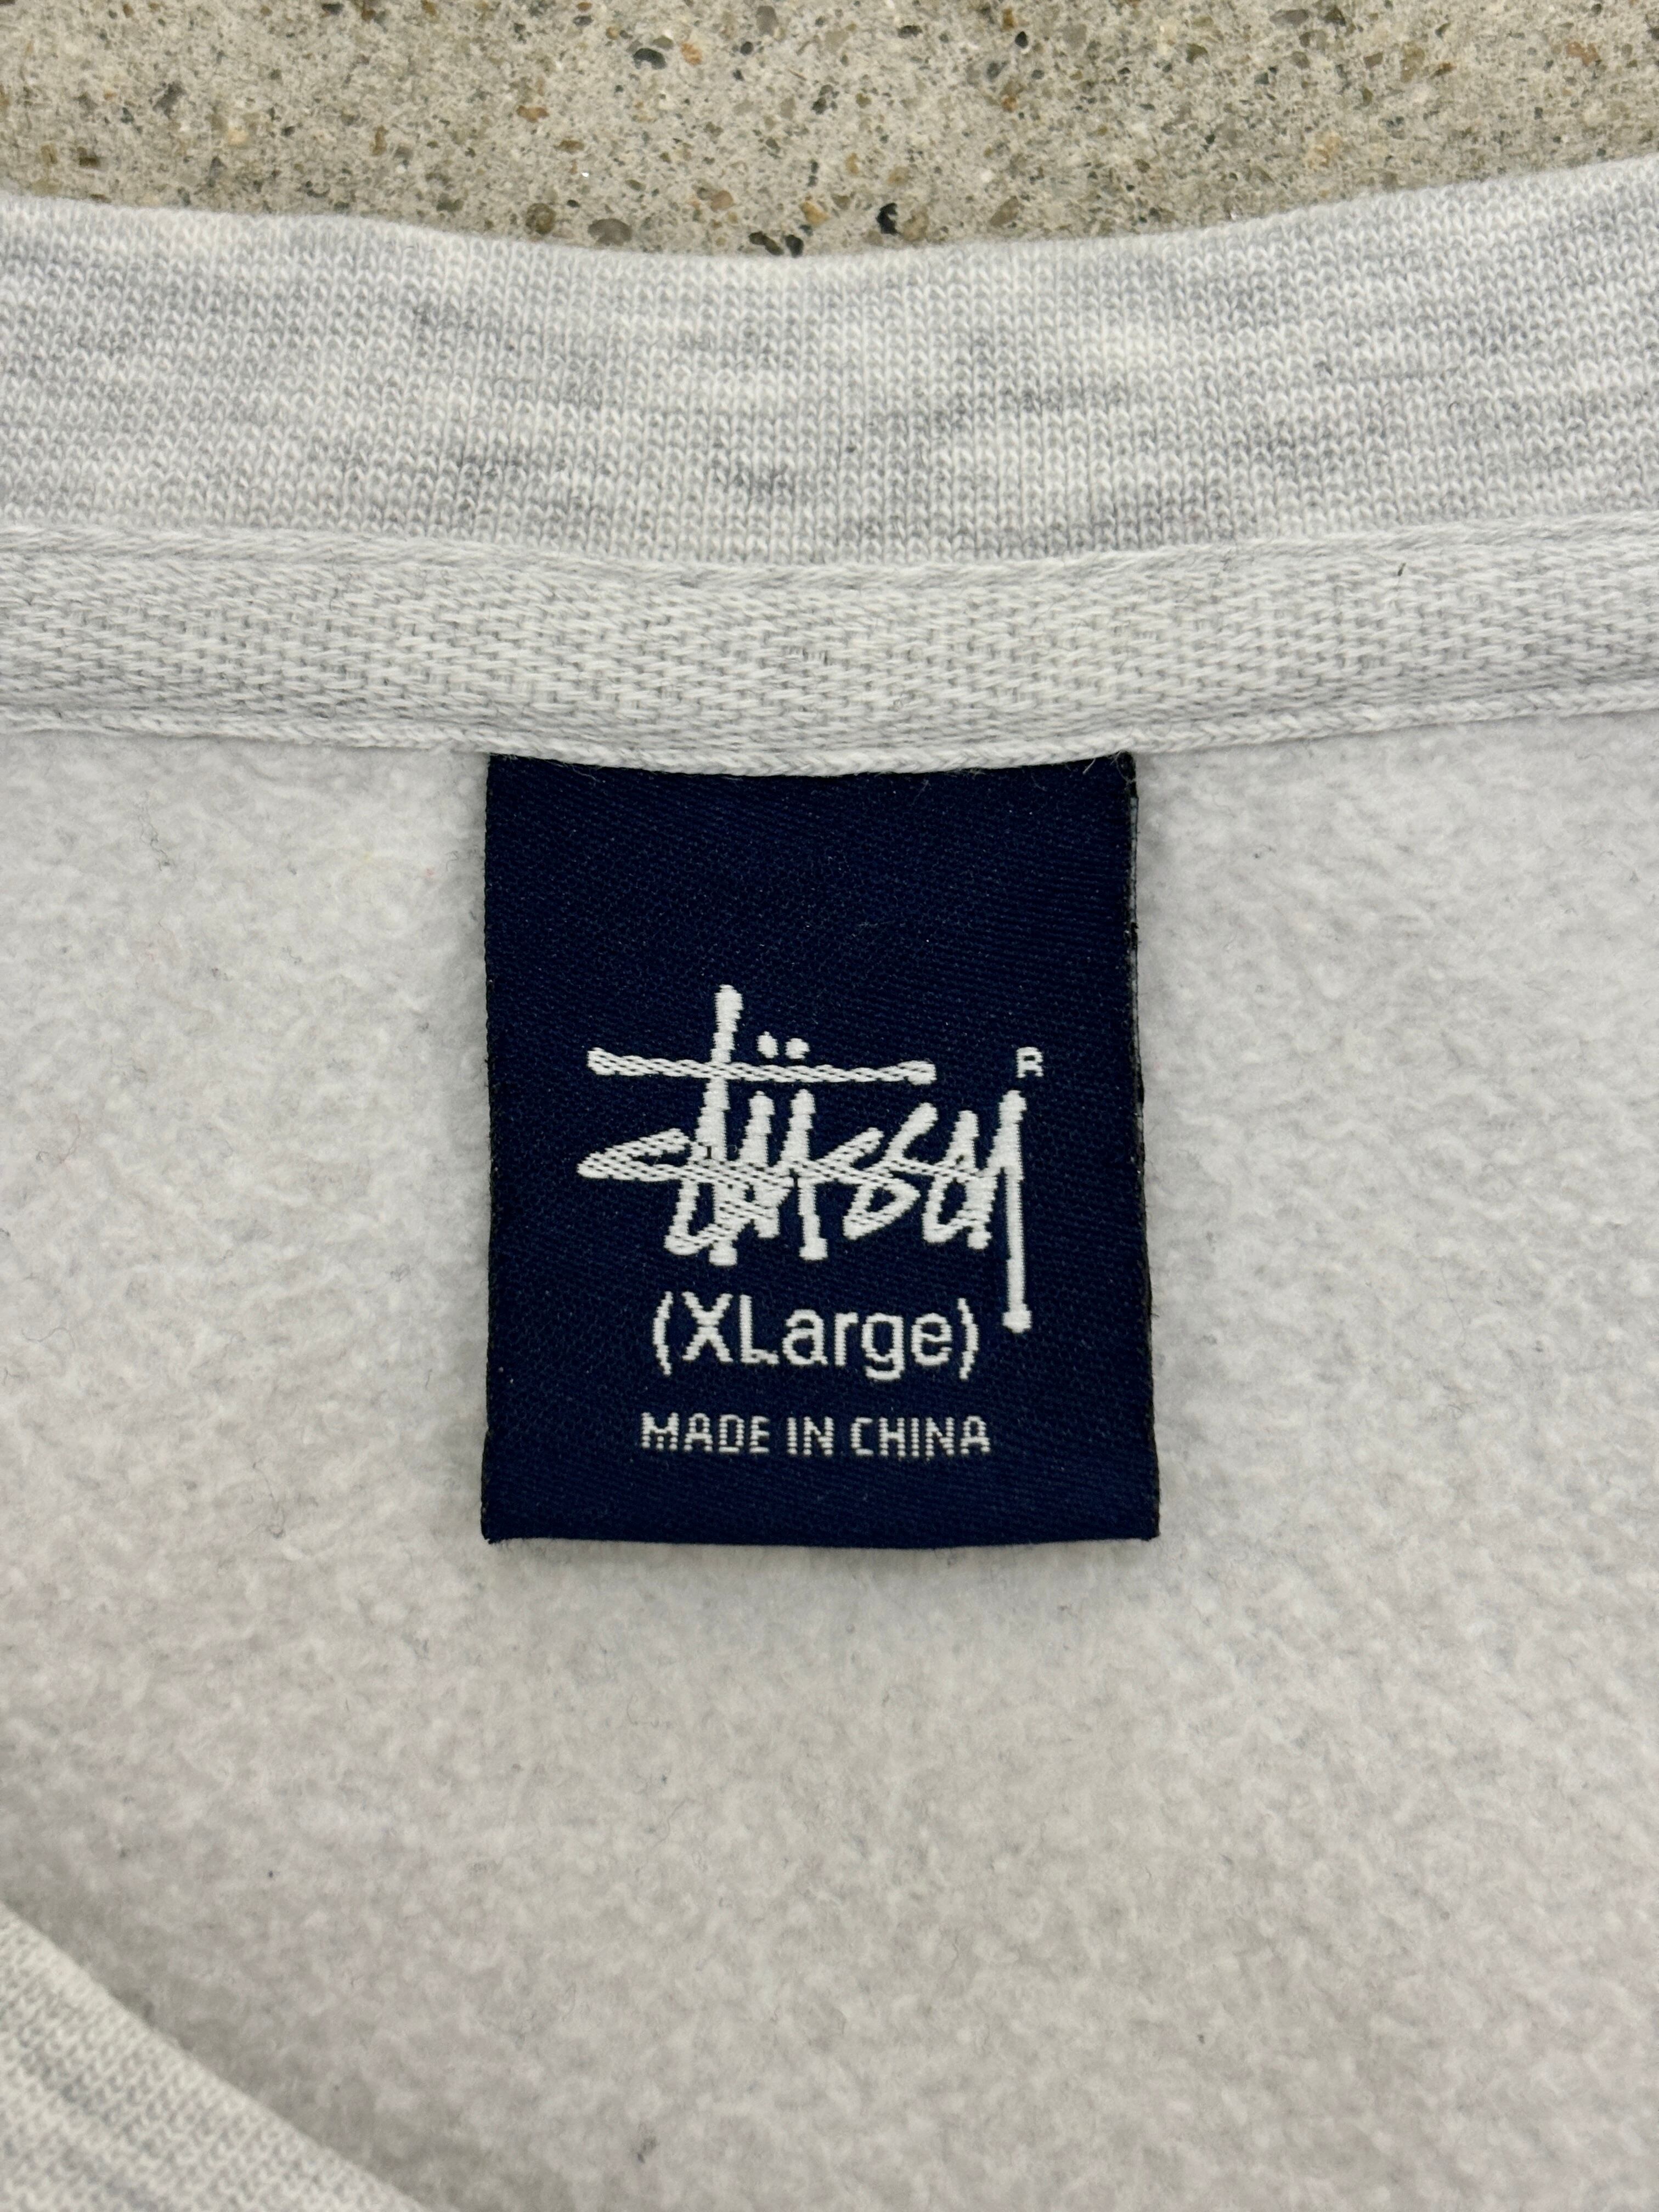 Stüssy R
(XLarge)
MADE IN CHINA